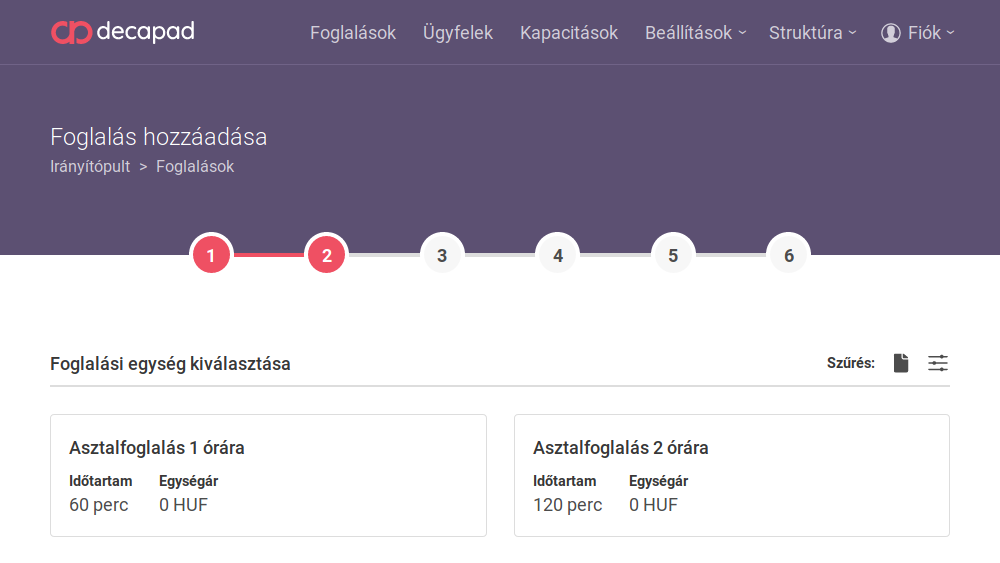 decapad Foglalások Ügyfelek Kapacitások Beállítások Struktúra Fiók
Foglalás hozzáadása
Irányítópult > Foglalások
1 2 3 4 5 6
Foglalási egység kiválasztása Szűrés:
Asztalfoglalás 1 órára
Időtartam Egységár
60 perc 0 HUF
Asztalfoglalás 2 órára
Időtartam Egységár
120 perc 0 HUF